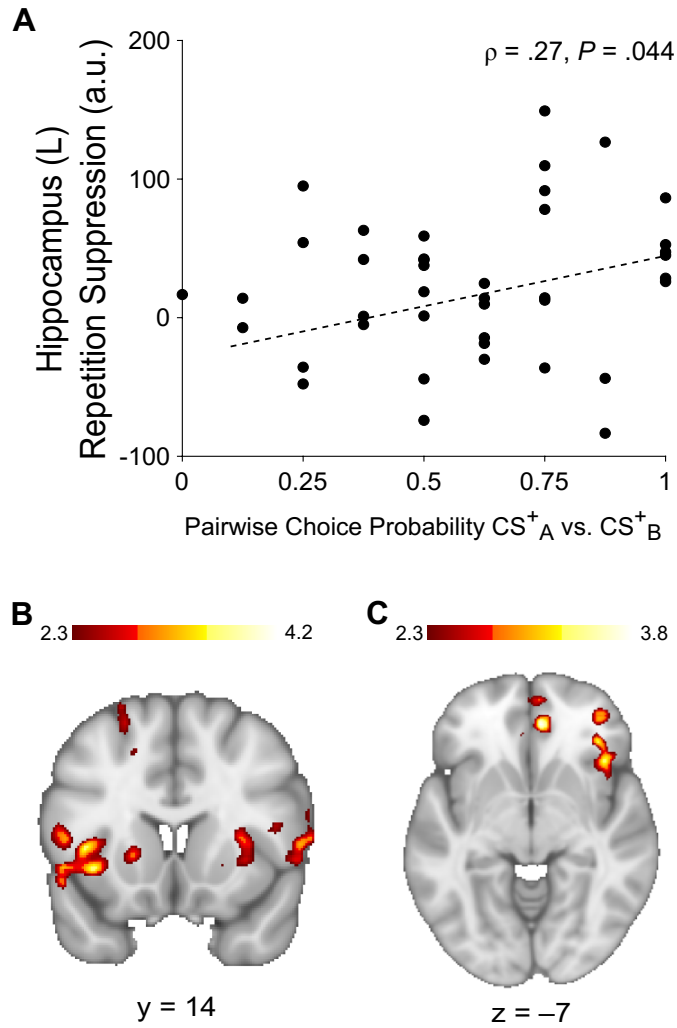 A
200
ρ = .27, P = .044
100
0
-100
Hippocampus (L)
Repetition Suppression (a.u.)
0 0.25 0.5 0.75 1
Pairwise Choice Probability CS+A vs. CS+B
B
2.3 4.2
C
2.3 3.8
y = 14
z = –7